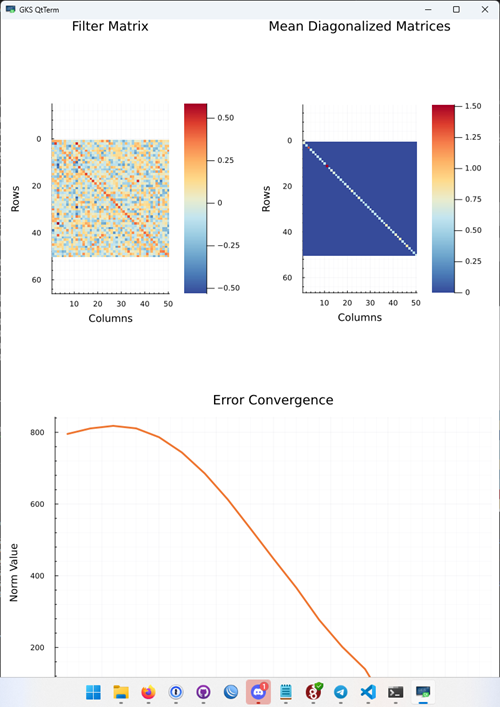 GKS QtTerm
Filter Matrix
Mean Diagonalized Matrices
0
20
40
60
Rows
10 20 30 40 50
Columns
0.50
0.25
0
−0.25
−0.50
0
20
40
60
Rows
10 20 30 40 50
Columns
1.50
1.25
1.00
0.75
0.50
0.25
0
Error Convergence
800
600
400
200
Norm Value